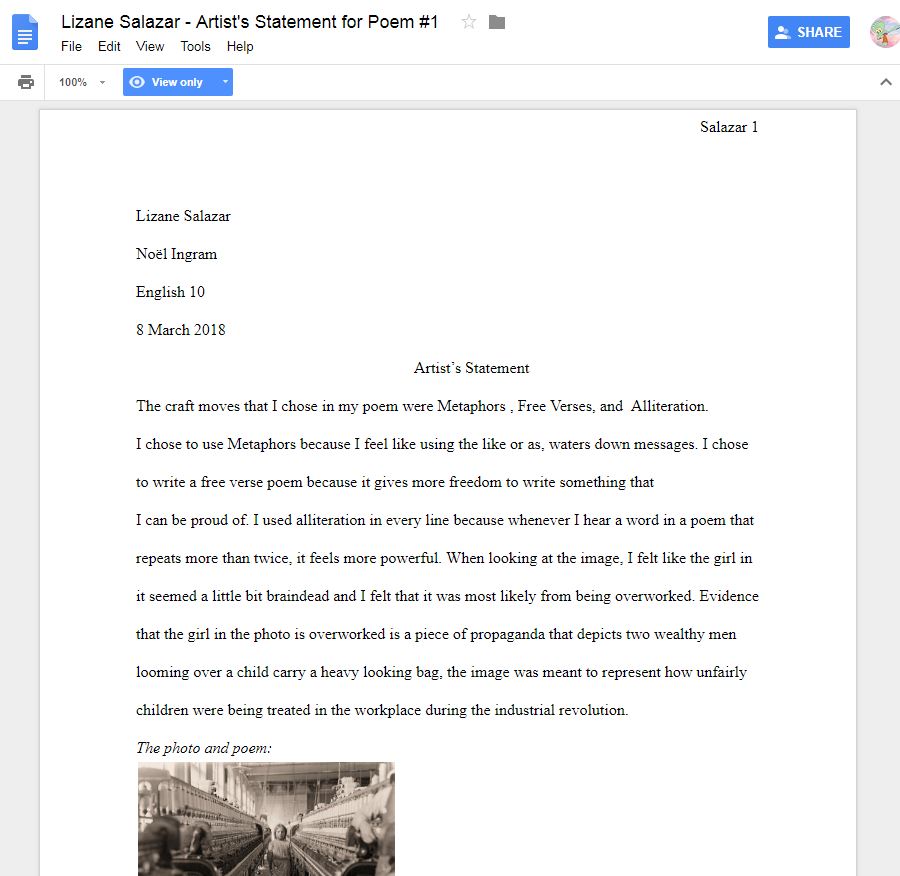 Lizane Salazar - Artist's Statement for Poem #1
File Edit View Tools Help
SHARE
100% View only
Salazar 1
Lizane Salazar
Noël Ingram
English 10
8 March 2018
Artist’s Statement
The craft moves that I chose in my poem were Metaphors , Free Verses, and  Alliteration.
I chose to use Metaphors because I feel like using the like or as, waters down messages. I chose
to write a free verse poem because it gives more freedom to write something that
I can be proud of. I used alliteration in every line because whenever I hear a word in a poem that
repeats more than twice, it feels more powerful. When looking at the image, I felt like the girl in
it seemed a little bit braindead and I felt that it was most likely from being overworked. Evidence
that the girl in the photo is overworked is a piece of propaganda that depicts two wealthy men
looming over a child carry a heavy looking bag, the image was meant to represent how unfairly
children were being treated in the workplace during the industrial revolution.
The photo and poem: